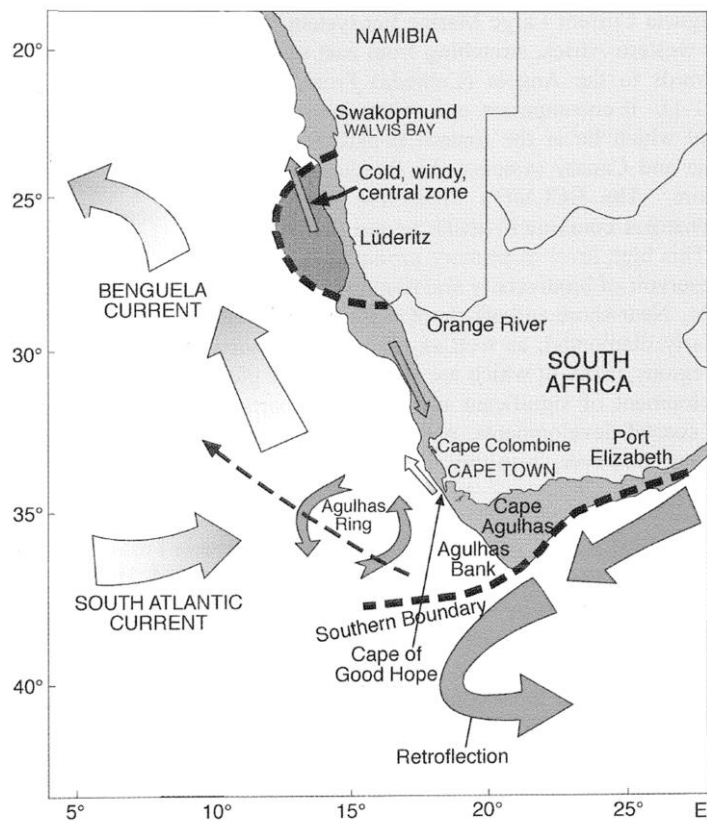 20°
NAMIBIA
Swakopmund
WALVIS BAY
25°
Cold, windy,
central zone
Lüderitz
BENGUELA
CURRENT
Orange River
30°
SOUTH
AFRICA
Cape Colombine
Port
Elizabeth
CAPE TOWN
35°
Agulhas
Ring
Cape
Agulhas
Agulhas
Bank
SOUTH ATLANTIC
CURRENT
Southern Boundary
Cape of
Good Hope
40°
Retroflection
5°
10°
15°
20°
25°
E